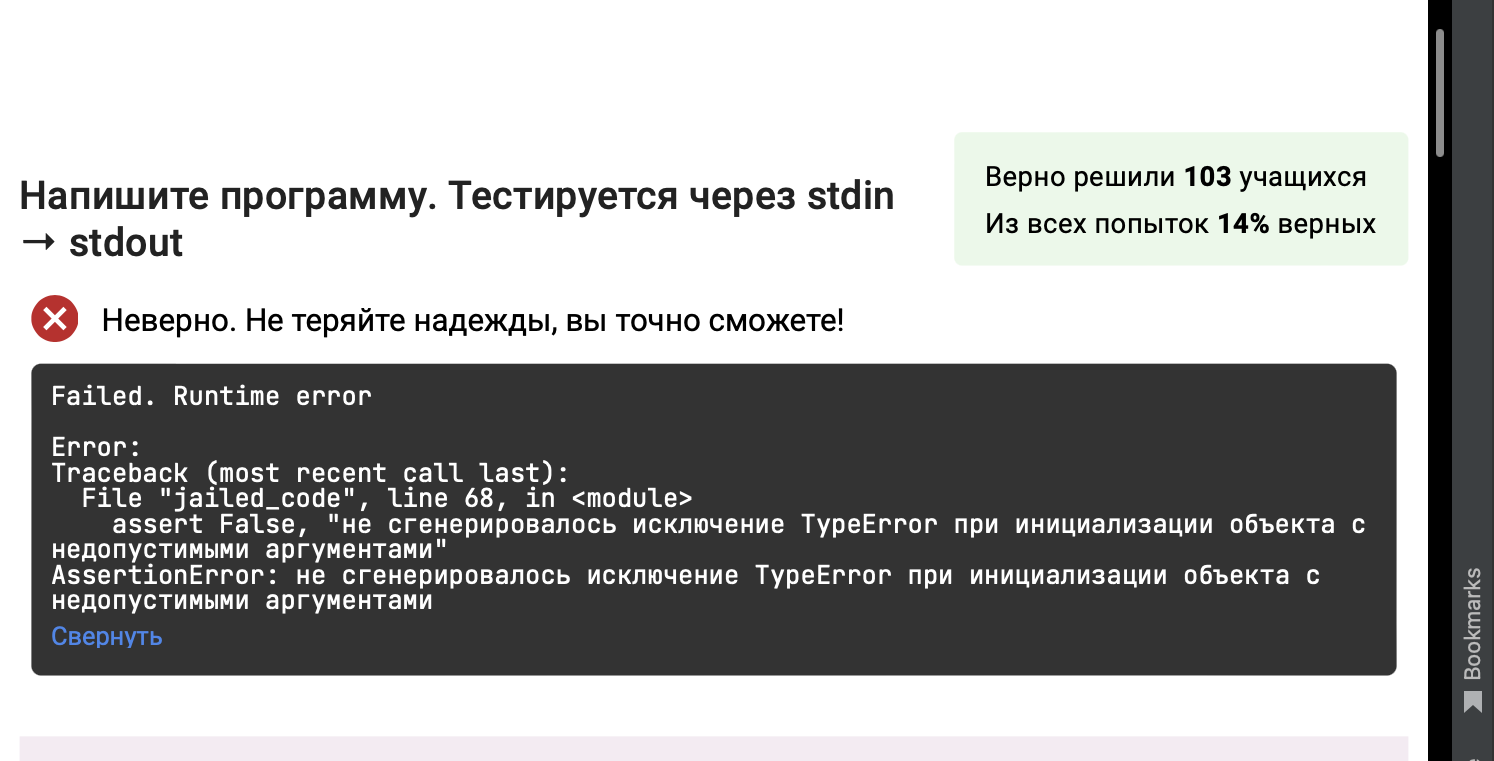 Верно решили 103 учащихся
Из всех попыток 14% верных
Напишите программу. Тестируется через stdin
→ stdout
Неверно. Не теряйте надежды, вы точно сможете!
Failed. Runtime error
Error:
Traceback (most recent call last):
  File "jailed_code", line 68, in <module>
    assert False, "не сгенерировалось исключение TypeError при инициализации объекта с
недопустимыми аргументами"
AssertionError: не сгенерировалось исключение TypeError при инициализации объекта с
недопустимыми аргументами
Свернуть
Bookmarks